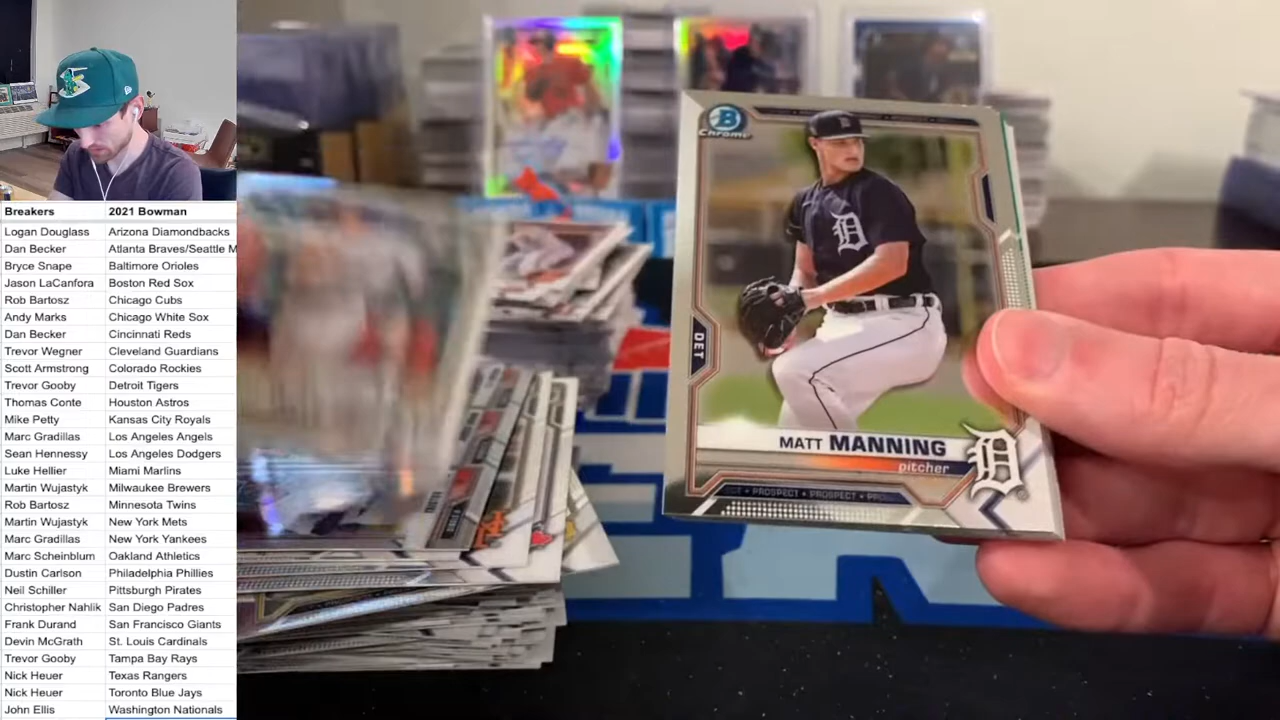 Breakers 2021 Bowman
Logan Douglass Arizona Diamondbacks
Dan Becker Atlanta Braves/Seattle M
Bryce Snape Baltimore Orioles
Jason LaCanfora Boston Red Sox
Rob Bartosz Chicago Cubs
Andy Marks Chicago White Sox
Dan Becker Cincinnati Reds
Trevor Wegner Cleveland Guardians
Scott Armstrong Colorado Rockies
Trevor Gooby Detroit Tigers
Thomas Conte Houston Astros
Mike Petty Kansas City Royals
Marc Gradillas Los Angeles Angels
Sean Hennessy Los Angeles Dodgers
Luke Hellier Miami Marlins
Martin Wujastyk Milwaukee Brewers
Rob Bartosz Minnesota Twins
Martin Wujastyk New York Mets
Marc Gradillas New York Yankees
Marc Scheinblum Oakland Athletics
Dustin Carlson Philadelphia Phillies
Neil Schiller Pittsburgh Pirates
Christopher Nahlik San Diego Padres
Frank Durand San Francisco Giants
Devin McGrath St. Louis Cardinals
Trevor Gooby Tampa Bay Rays
Nick Heuer Texas Rangers
Nick Heuer Toronto Blue Jays
John Ellis Washington Nationals
B
Chrome
D
DET
MATT MANNING
pitcher
D
PROSPECT • PROSPECT • PRO